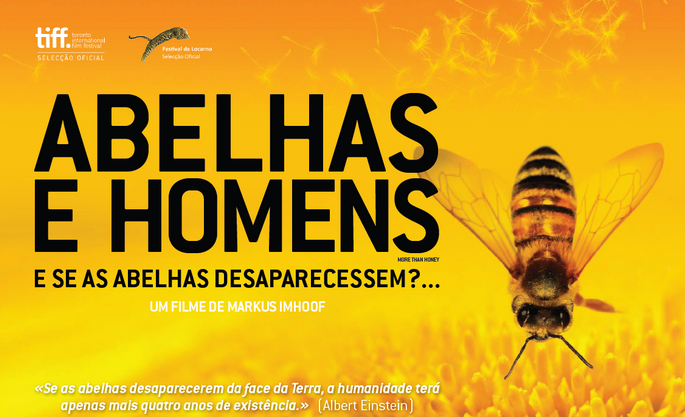 tiff. toronto
international
film festival
SELECÇÃO OFICIAL
Festival de Locarno
Selecção Oficial
ABELHAS
E HOMENS
MORE THAN HONEY
E SE AS ABELHAS DESAPARECESSEM?...
UM FILME DE MARKUS IMHOOF
«Se as abelhas desaparecerem da face da Terra, a humanidade terá
apenas mais quatro anos de existência.» (Albert Einstein)